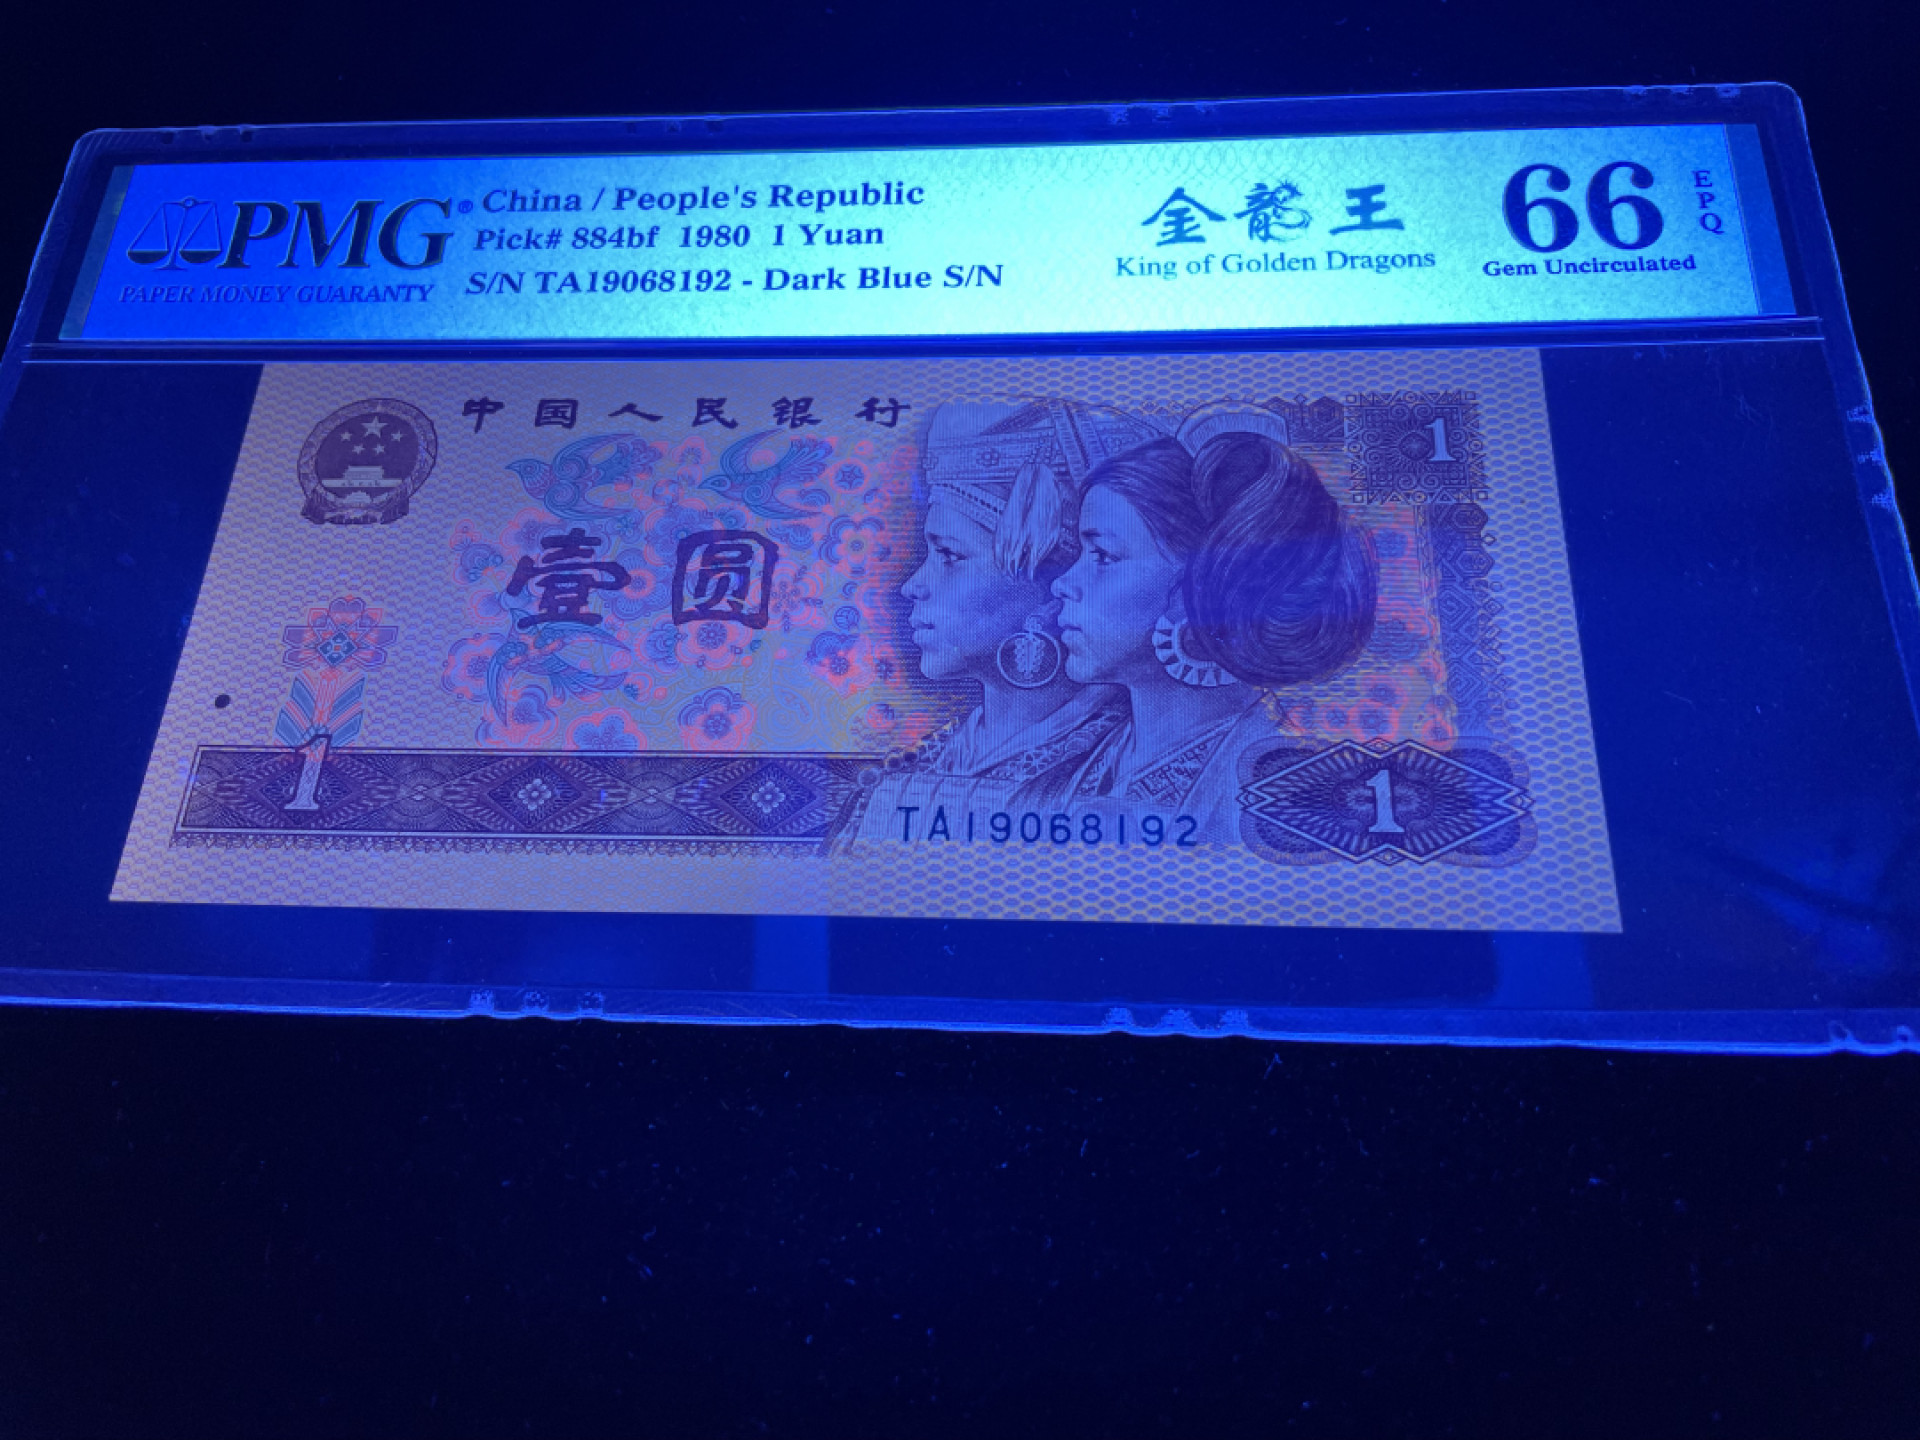 PMG®
PAPER MONEY GUARANTY
China / People's Republic
Pick# 884bf 1980 1 Yuan
S/N TA19068192 - Dark Blue S/N
金龍王
King of Golden Dragons
66
EPQ
Gem Uncirculated
中国人民银行
1
壹圆
1
TA19068192
1